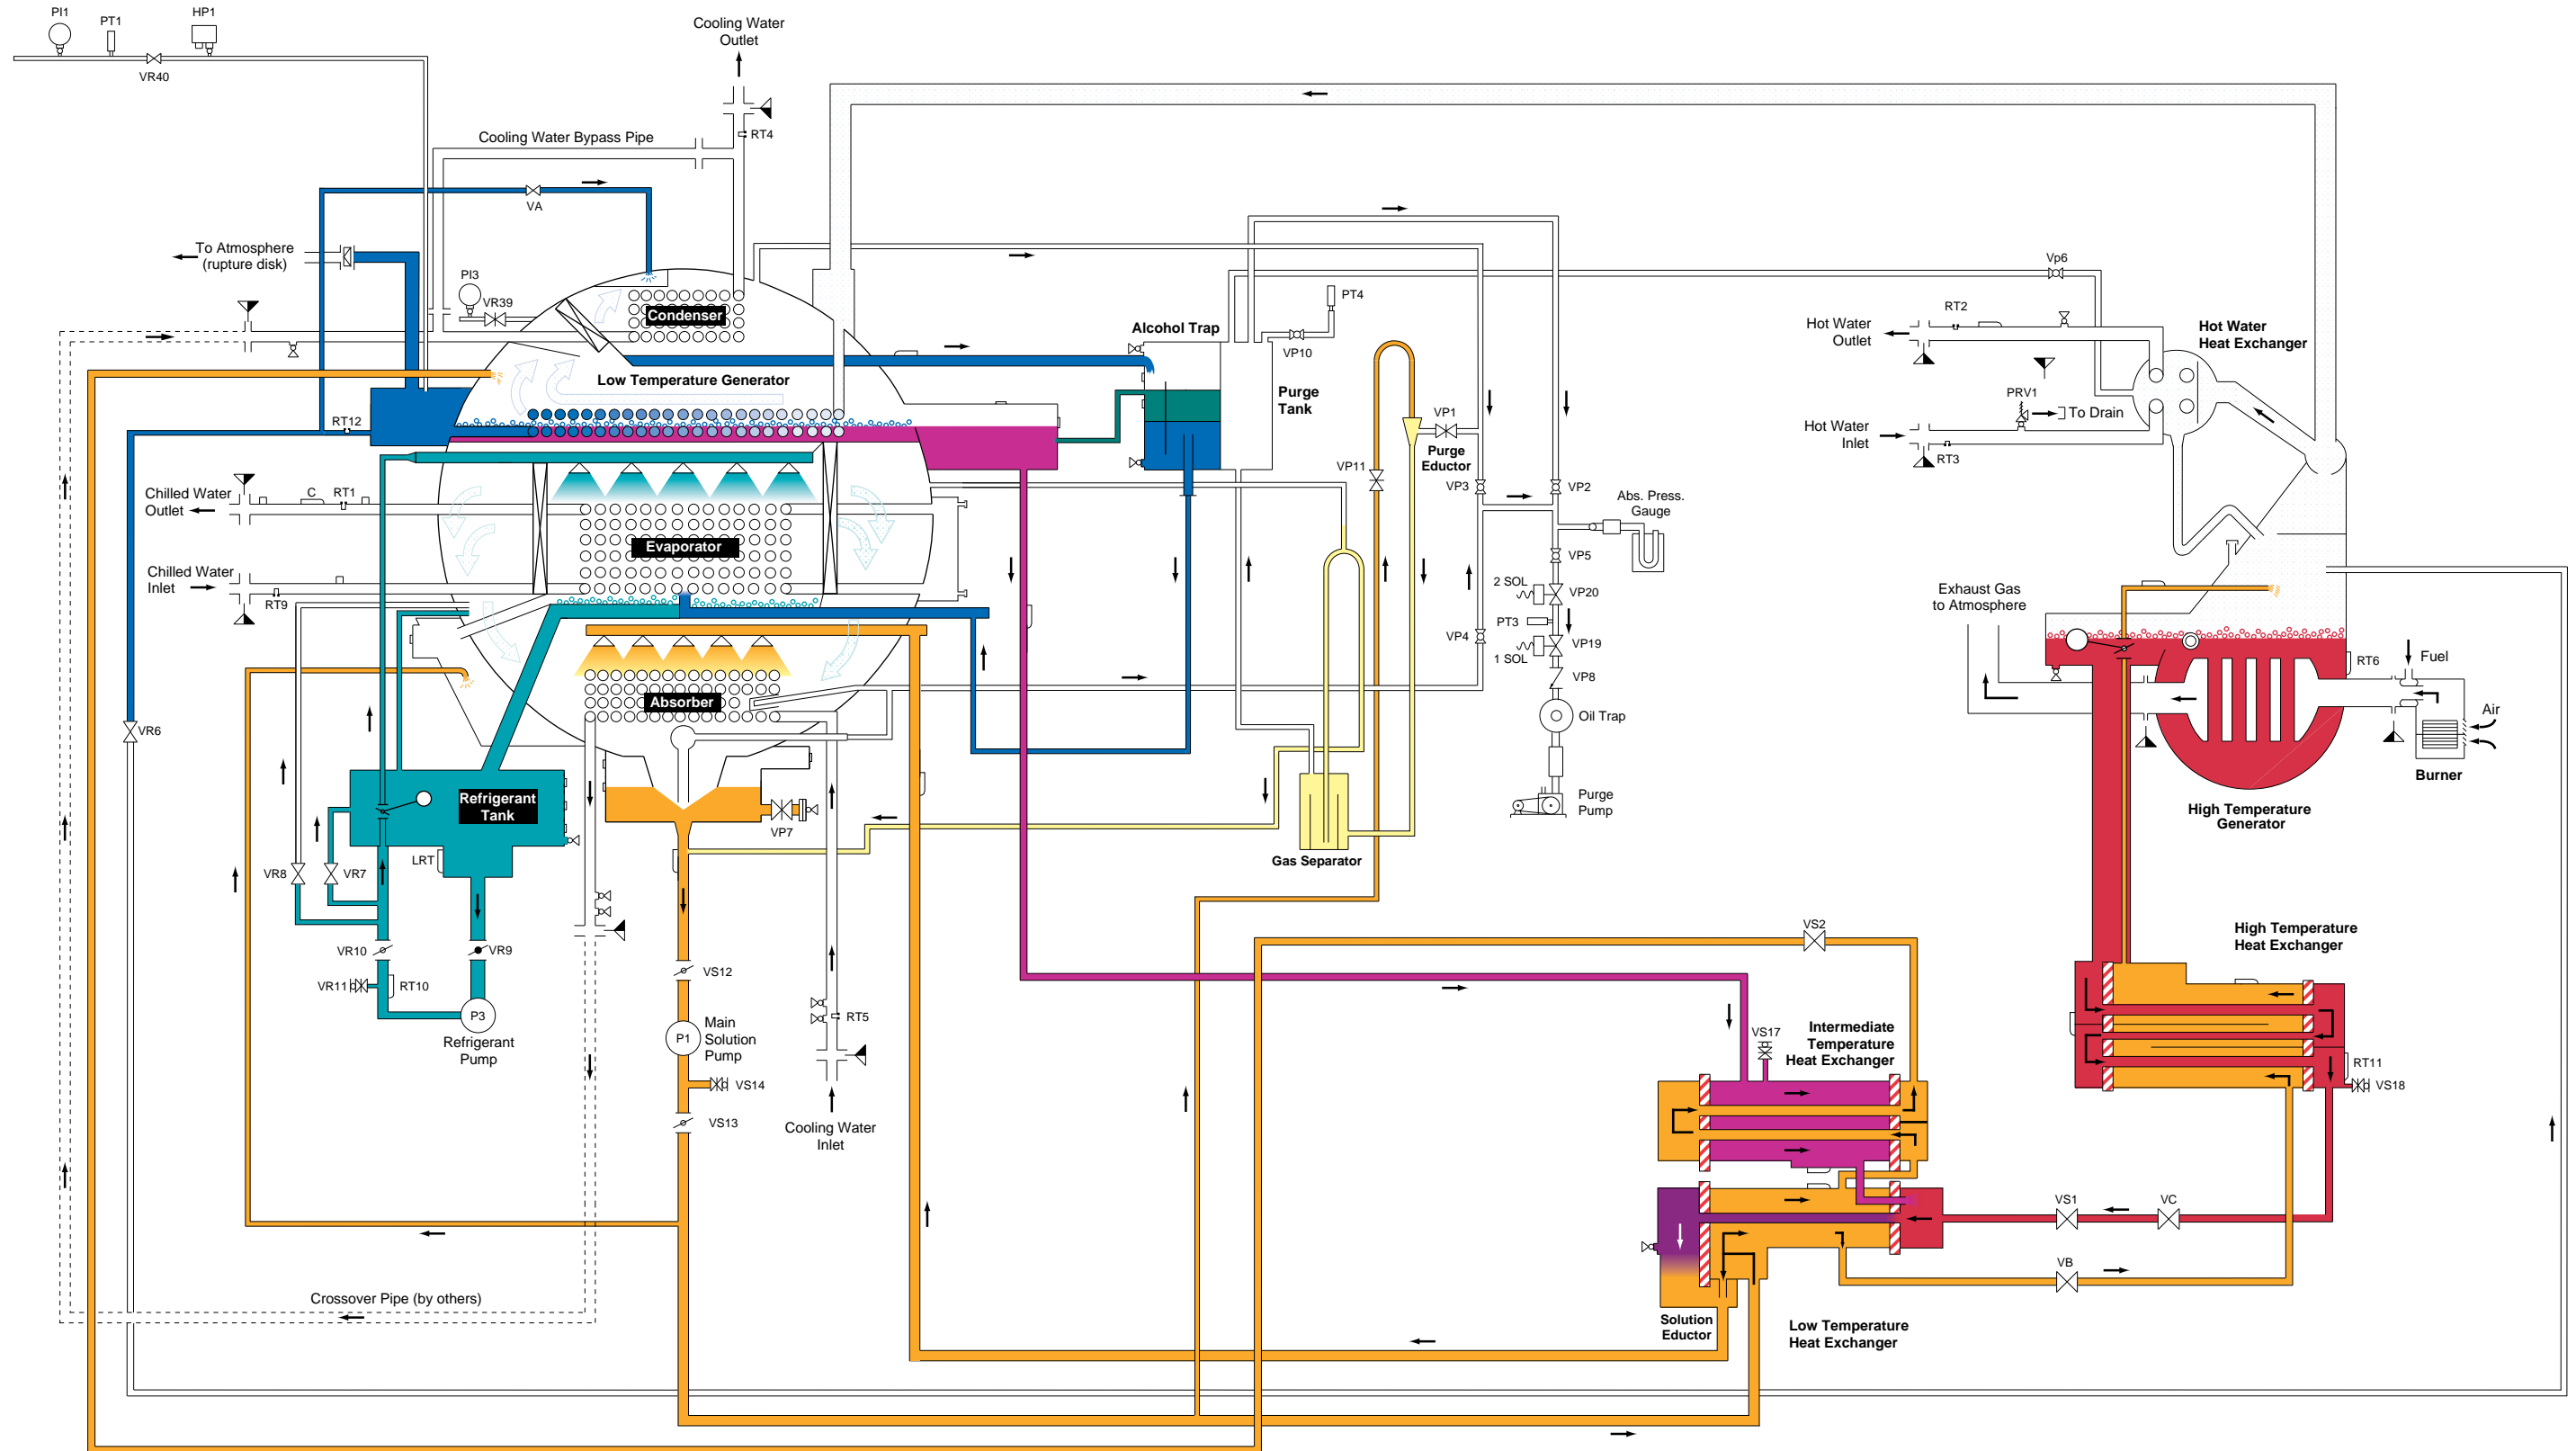 PI1
PT1
HP1
VR40
Cooling Water
Outlet
RT4
Cooling Water Bypass Pipe
VA
To Atmosphere
(rupture disk)
PI3
VR39
Condenser
Low Temperature Generator
RT12
Alcohol Trap
PT4
VP10
Purge
Tank
VP1
Purge
Eductor
VP11
VP3
VP2
Abs. Press.
Gauge
VP5
2 SOL
VP20
PT3
VP4
VP19
1 SOL
VP8
Oil Trap
Purge
Pump
Vp6
RT2
Hot Water
Outlet
Hot Water
Heat Exchanger
PRV1
To Drain
Hot Water
Inlet
RT3
Chilled Water
Outlet
C
RT1
Evaporator
Chilled Water
Inlet
RT9
Absorber
VR6
Exhaust Gas
to Atmosphere
RT6
Fuel
Air
Burner
High Temperature
Generator
Refrigerant
Tank
VP7
LRT
VR8
VR7
Gas Separator
VR10
VR9
VR11
RT10
P3
Refrigerant
Pump
VS12
P1
Main
Solution
Pump
VS14
VS13
RT5
Cooling Water
Inlet
VS2
High Temperature
Heat Exchanger
VS17
Intermediate
Temperature
Heat Exchanger
RT11
VS18
VS1
VC
VB
Crossover Pipe (by others)
Solution
Eductor
Low Temperature
Heat Exchanger